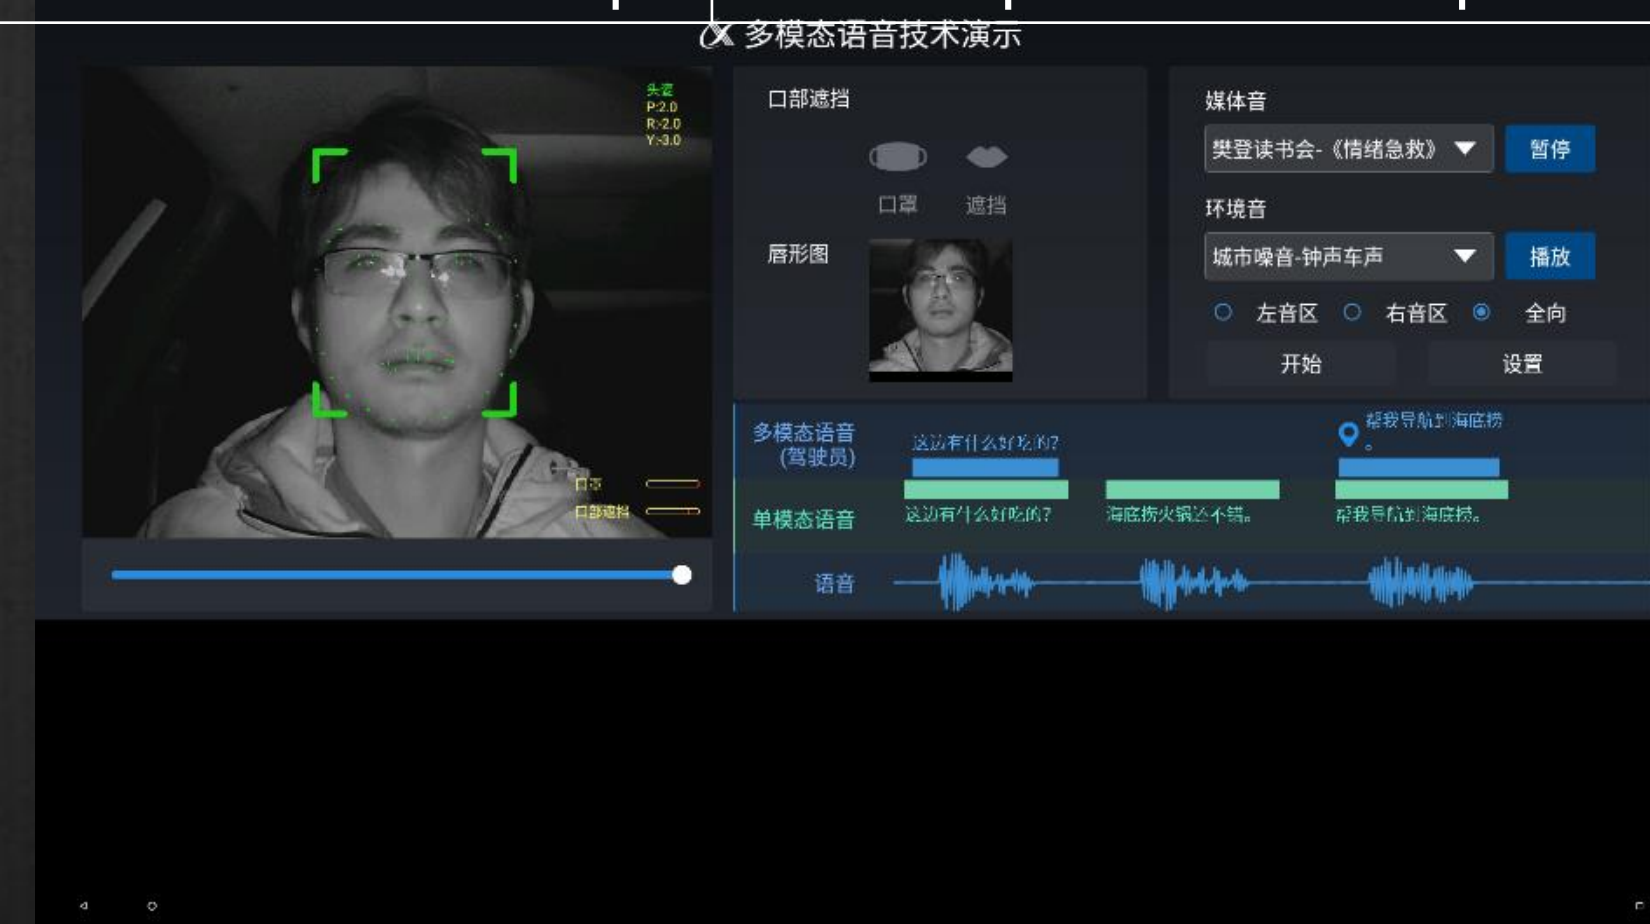 多模态语音技术演示
头姿
P:2.0
R:-2.0
Y:-3.0
口罩
口部遮挡
口部遮挡
口罩 遮挡
唇形图
媒体音
樊登读书会-《情绪急救》 暂停
环境音
城市噪音-钟声车声 播放
左音区 右音区 全向
开始 设置
多模态语音
(驾驶员)
这边有什么好吃的?
帮我导航到海底捞
。
单模态语音
这边有什么好吃的?
海底捞火锅还不错。
帮我导航到海底捞。
语音